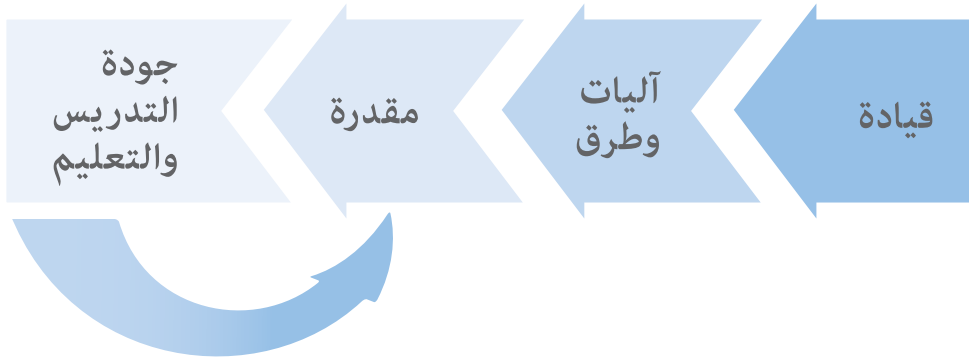 قيادة
آليات
وطرق
مقدرة
جودة
التدريس
والتعليم